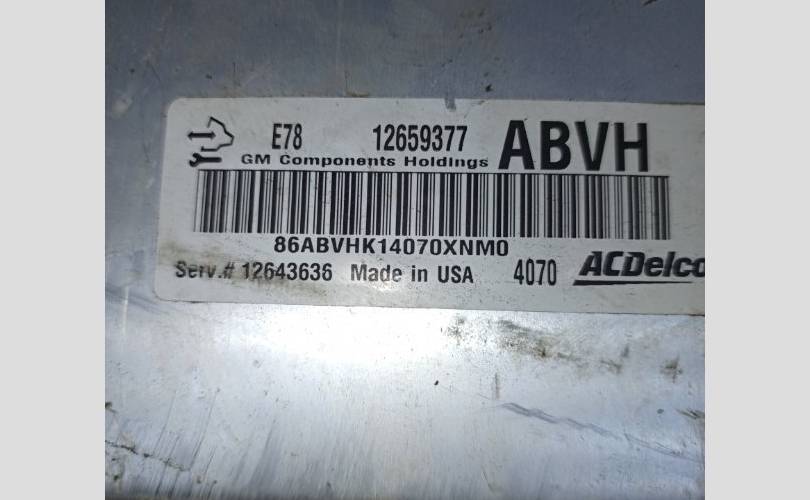 E78 12659377 ABVH
GM Components Holdings
86ABVHK14070XNM0
Serv.# 12643636 Made in USA 4070 ACDelco